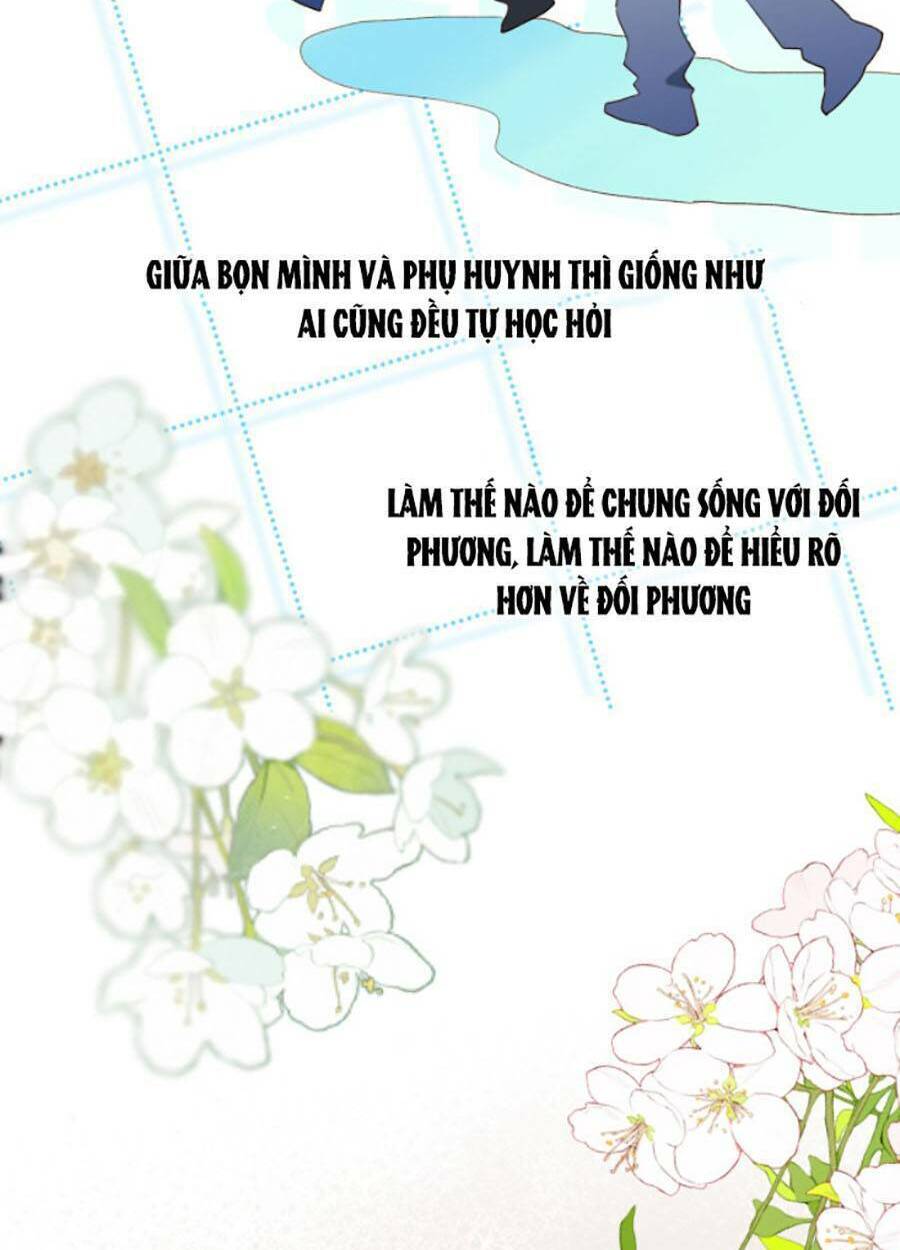 GIỮA BỌN MÌNH VÀ PHỤ HUYNH THÌ GIỐNG NHƯ
AI CŨNG ĐỀU TỰ HỌC HỎI
LÀM THẾ NÀO ĐỂ CHUNG SỐNG VỚI ĐỐI
PHƯƠNG, LÀM THẾ NÀO ĐỂ HIỂU RÕ
HƠN VỀ ĐỐI PHƯƠNG